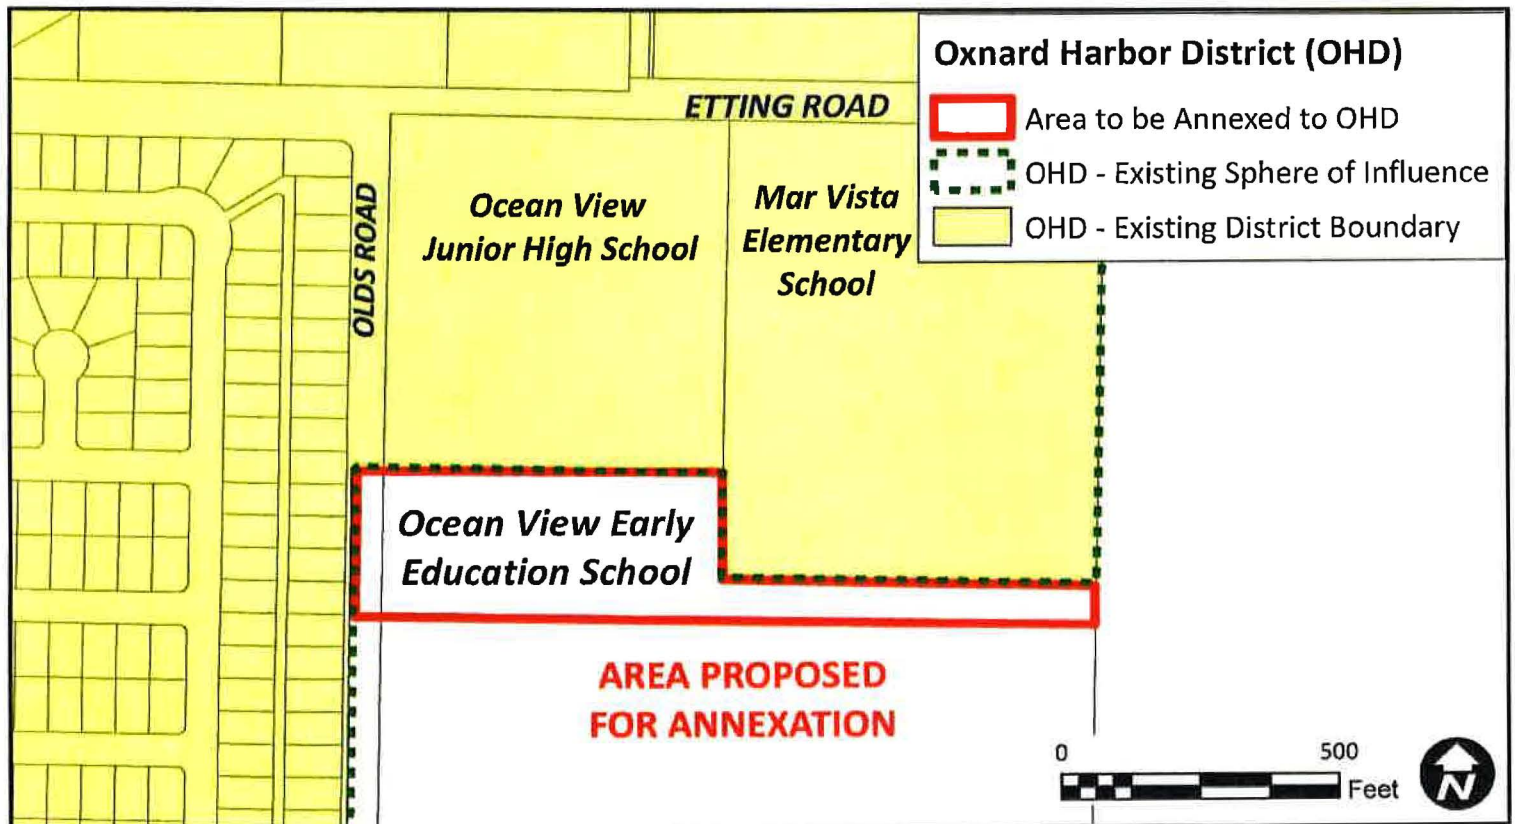 Oxnard Harbor District (OHD)
Area to be Annexed to OHD
OHD - Existing Sphere of Influence
OHD - Existing District Boundary
ETTING ROAD
OLDS ROAD
Ocean View
Junior High School
Mar Vista
Elementary
School
Ocean View Early
Education School
AREA PROPOSED
FOR ANNEXATION
0 500
Feet
N